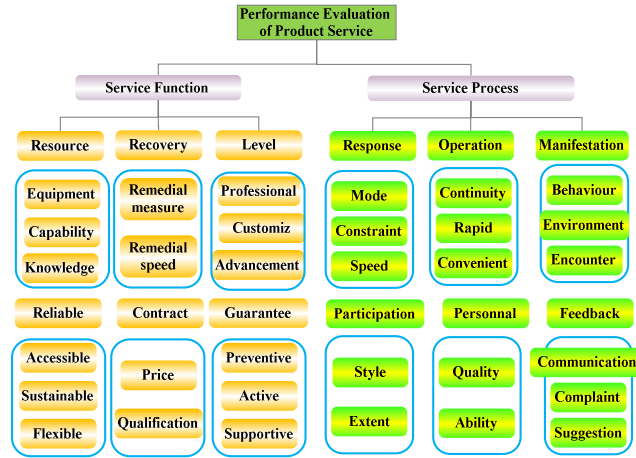 Performance Evaluation
of Product Service
Service Function
Service Process
Resource
Recovery
Level
Response
Operation
Manifestation
Equipment
Capability
Knowledge
Remedial
measure
Remedial
speed
Professional
Customiz
Advancement
Mode
Constraint
Speed
Continuity
Rapid
Convenient
Behaviour
Environment
Encounter
Reliable
Contract
Guarantee
Participation
Personnal
Feedback
Accessible
Sustainable
Flexible
Price
Qualification
Preventive
Active
Supportive
Style
Extent
Quality
Ability
Communication
Complaint
Suggestion